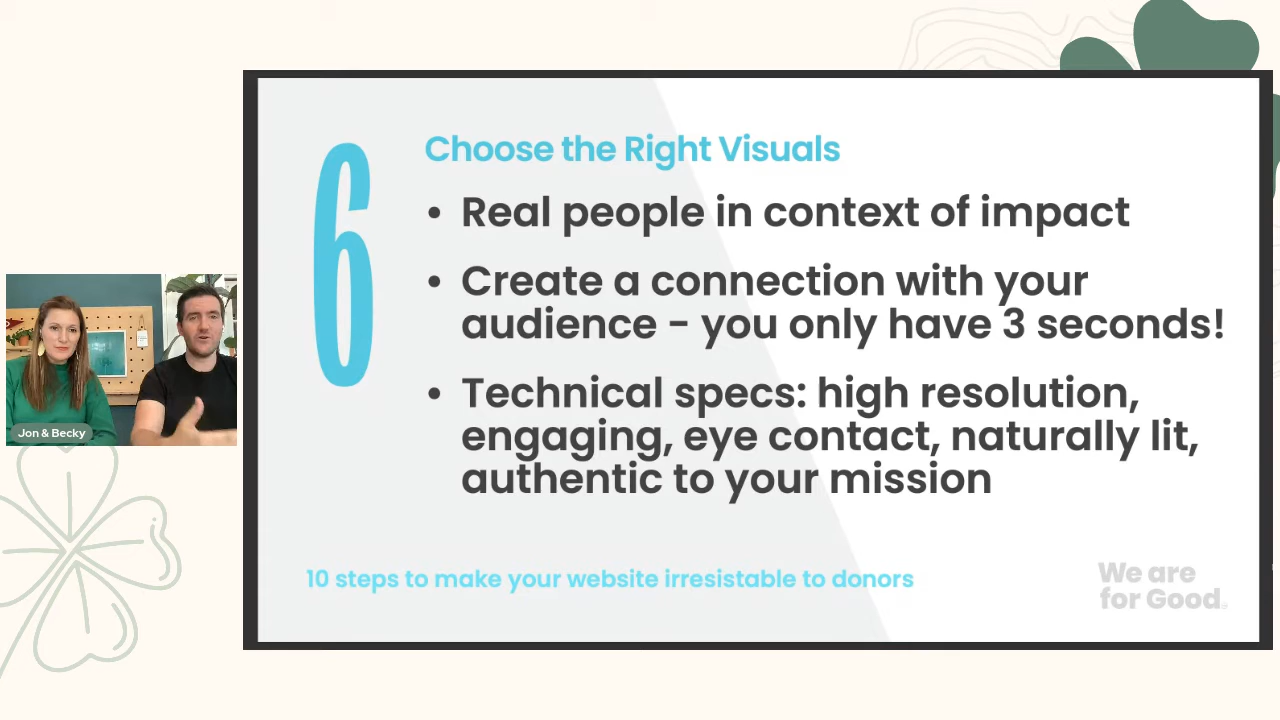 6
Choose the Right Visuals
• Real people in context of impact
• Create a connection with your
audience - you only have 3 seconds!
• Technical specs: high resolution,
engaging, eye contact, naturally lit,
authentic to your mission
10 steps to make your website irresistable to donors
We are
for Good
Jon & Becky